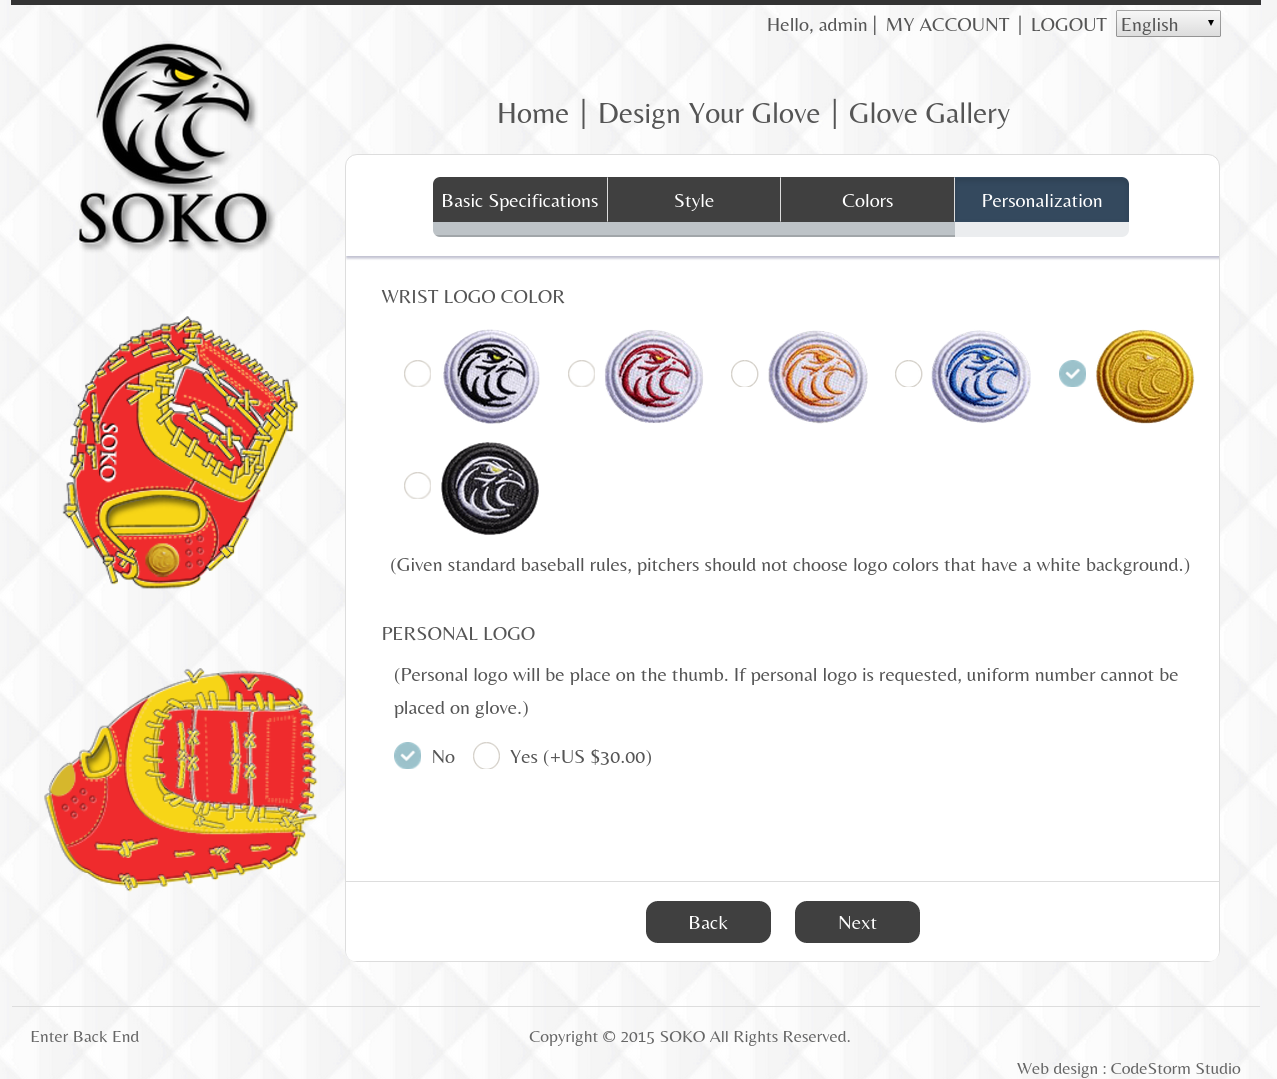 Hello, admin | MY ACCOUNT | LOGOUT English
SOKO
Home | Design Your Glove | Glove Gallery
Basic Specifications Style Colors Personalization
WRIST LOGO COLOR
SOKO
(Given standard baseball rules, pitchers should not choose logo colors that have a white background.)
PERSONAL LOGO
(Personal logo will be place on the thumb. If personal logo is requested, uniform number cannot be
placed on glove.)
No Yes (+US $30.00)
Back Next
Enter Back End Copyright © 2015 SOKO All Rights Reserved.
Web design : CodeStorm Studio